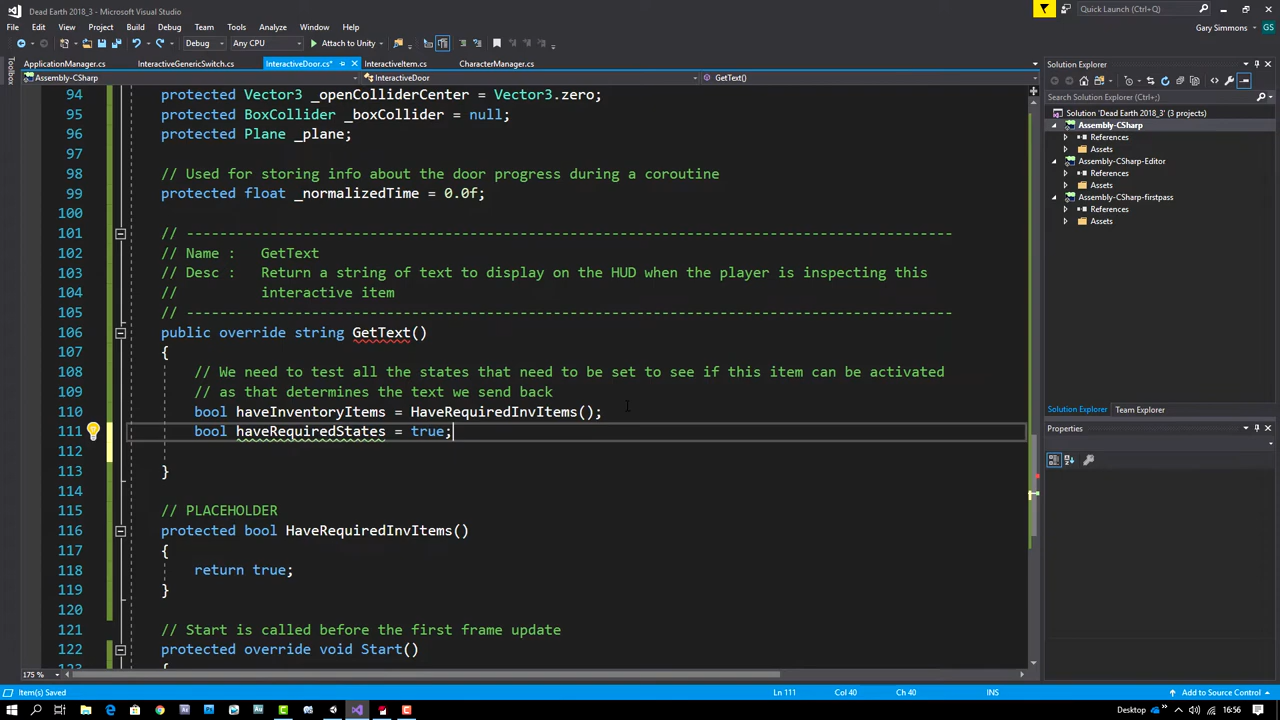 Dead Earth 2018_3 - Microsoft Visual Studio
Quick Launch (Ctrl+Q)
File Edit View Project Build Debug Team Tools Analyze Window Help
Gary Simmons GS
Debug Any CPU Attach to Unity
Toolbox
ApplicationManager.cs InteractiveGenericSwitch.cs InteractiveDoor.cs* InteractiveItem.cs CharacterManager.cs
Assembly-CSharp InteractiveDoor GetText()
94 protected Vector3 _openColliderCenter = Vector3.zero;
95 protected BoxCollider _boxCollider = null;
96 protected Plane _plane;
97
98 // Used for storing info about the door progress during a coroutine
99 protected float _normalizedTime = 0.0f;
100
101 // --------------------------------------------------------------------------------------------
102 // Name : GetText
103 // Desc : Return a string of text to display on the HUD when the player is inspecting this
104 // interactive item
105 // --------------------------------------------------------------------------------------------
106 public override string GetText()
107 {
108 // We need to test all the states that need to be set to see if this item can be activated
109 // as that determines the text we send back
110 bool haveInventoryItems = HaveRequiredInvItems();
111 bool haveRequiredStates = true;
112
113 }
114
115 // PLACEHOLDER
116 protected bool HaveRequiredInvItems()
117 {
118 return true;
119 }
120
121 // Start is called before the first frame update
122 protected override void Start()
123 {
175 %
Solution Explorer
Search Solution Explorer (Ctrl+;)
Solution 'Dead Earth 2018_3' (3 projects)
Assembly-CSharp
References
Assets
Assembly-CSharp-Editor
References
Assets
Assembly-CSharp-firstpass
References
Assets
Solution Explorer Team Explorer
Properties
Item(s) Saved Ln 111 Col 40 Ch 40 INS Add to Source Control
Desktop 16:56